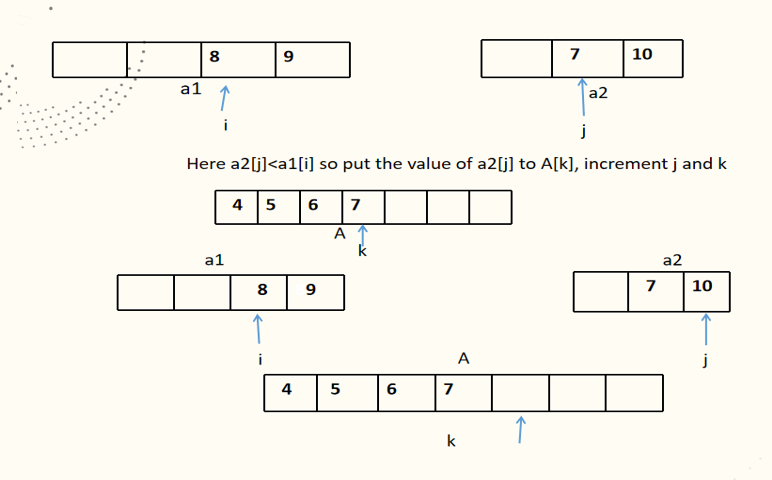 8 9
7 10
a1
a2
i
j
Here a2[j]<a1[i] so put the value of a2[j] to A[k], increment j and k
4 5 6 7
A
k
a1
a2
8 9
7 10
i
j
A
4 5 6 7
k